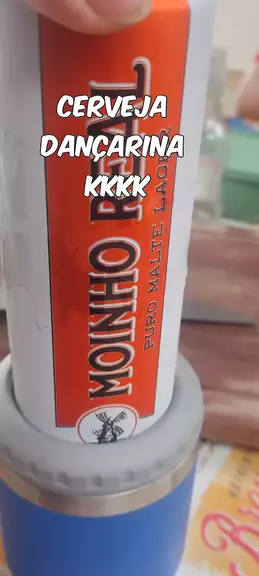 CERVEJA
DANÇARINA
KKKK
MOINHO REAL
PURO MALTE LAGER